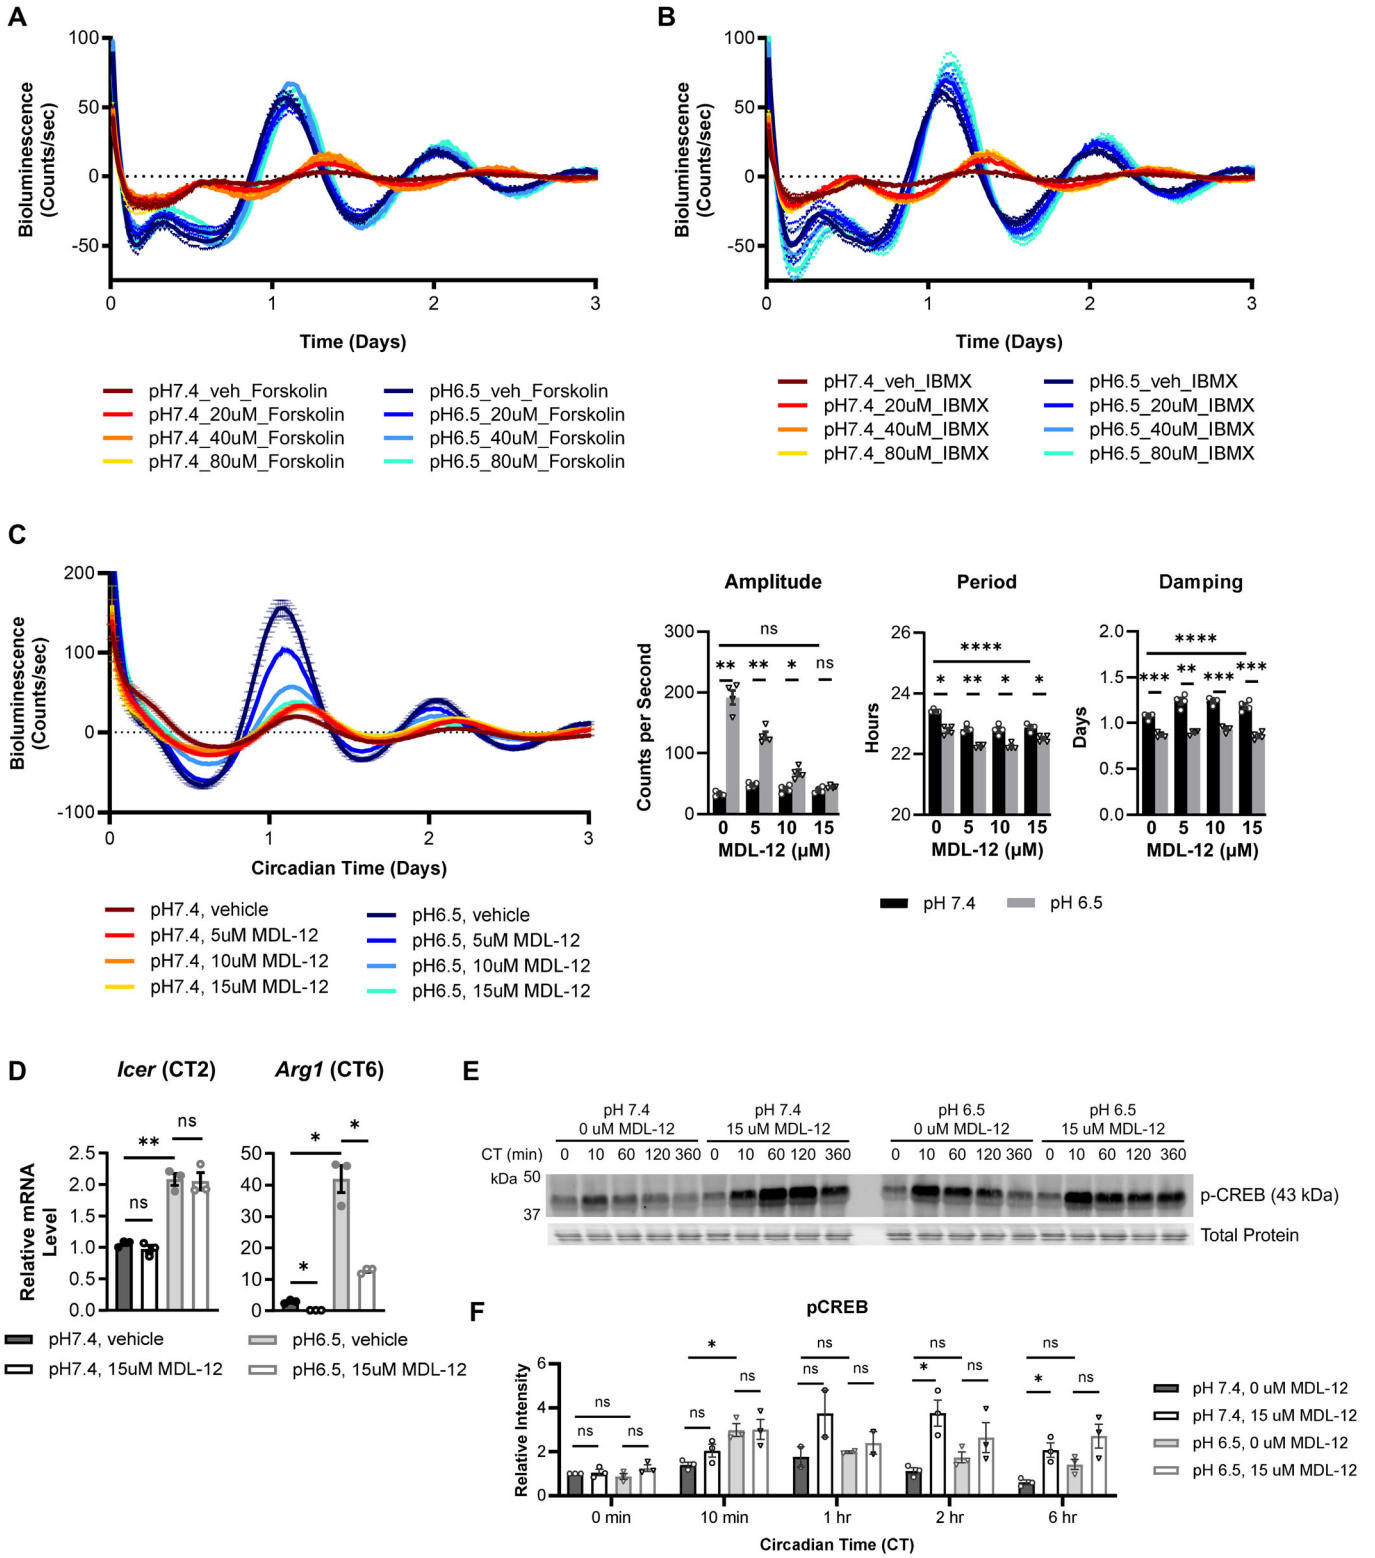 A
100
50
0
-50
Bioluminescence
(Counts/sec)
0
1
2
3
Time (Days)
pH7.4_veh_Forskolin
pH7.4_20uM_Forskolin
pH7.4_40uM_Forskolin
pH7.4_80uM_Forskolin
pH6.5_veh_Forskolin
pH6.5_20uM_Forskolin
pH6.5_40uM_Forskolin
pH6.5_80uM_Forskolin
B
100
50
0
-50
Bioluminescence
(Counts/sec)
0
1
2
3
Time (Days)
pH7.4_veh_IBMX
pH7.4_20uM_IBMX
pH7.4_40uM_IBMX
pH7.4_80uM_IBMX
pH6.5_veh_IBMX
pH6.5_20uM_IBMX
pH6.5_40uM_IBMX
pH6.5_80uM_IBMX
C
200
100
0
-100
Bioluminescence
(Counts/sec)
0
1
2
3
Circadian Time (Days)
pH7.4, vehicle
pH7.4, 5uM MDL-12
pH7.4, 10uM MDL-12
pH7.4, 15uM MDL-12
pH6.5, vehicle
pH6.5, 5uM MDL-12
pH6.5, 10uM MDL-12
pH6.5, 15uM MDL-12
Amplitude
Counts per Second
300
200
100
0
ns
** ** * ns
0 5 10 15
MDL-12 (µM)
Period
Hours
26
24
22
20
****
* ** * *
0 5 10 15
MDL-12 (µM)
Damping
Days
2.0
1.5
1.0
0.5
0.0
****
*** ** *** ***
0 5 10 15
MDL-12 (µM)
pH 7.4
pH 6.5
D
Icer (CT2)
Relative mRNA
Level
2.5
2.0
1.5
1.0
0.5
0.0
ns
**
ns
Arg1 (CT6)
50
40
30
20
10
0
*
*
*
pH7.4, vehicle
pH7.4, 15uM MDL-12
pH6.5, vehicle
pH6.5, 15uM MDL-12
E
pH 7.4 pH 7.4 pH 6.5 pH 6.5
0 uM MDL-12 15 uM MDL-12 0 uM MDL-12 15 uM MDL-12
CT (min) 0 10 60 120 360 0 10 60 120 360 0 10 60 120 360 0 10 60 120 360
kDa 50
37
p-CREB (43 kDa)
Total Protein
F
pCREB
Relative Intensity
6
4
2
0
ns
ns ns
*
ns
ns
ns
ns ns
ns
* ns
ns
* ns
0 min 10 min 1 hr 2 hr 6 hr
Circadian Time (CT)
pH 7.4, 0 uM MDL-12
pH 7.4, 15 uM MDL-12
pH 6.5, 0 uM MDL-12
pH 6.5, 15 uM MDL-12